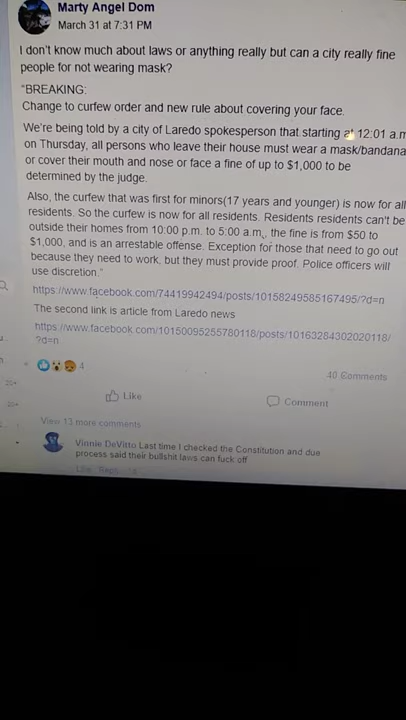 Marty Angel Dom
March 31 at 7:31 PM
I don't know much about laws or anything really but can a city really fine
people for not wearing mask?
"BREAKING:
Change to curfew order and new rule about covering your face.
We're being told by a city of Laredo spokesperson that starting at 12:01 a.m
on Thursday, all persons who leave their house must wear a mask/bandana
or cover their mouth and nose or face a fine of up to $1,000 to be
determined by the judge.
Also, the curfew that was first for minors(17 years and younger) is now for all
residents. So the curfew is now for all residents. Residents residents can't be
outside their homes from 10:00 p.m. to 5:00 a.m., the fine is from $50 to
$1,000, and is an arrestable offense. Exception for those that need to go out
because they need to work, but they must provide proof. Police officers will
use discretion."
https://www.facebook.com/74419942494/posts/10158249585167495/?d=n
The second link is article from Laredo news
https://www.facebook.com/10150095255780118/posts/10163284302020118/
?d=n
4
40 Comments
Like
Comment
View 13 more comments
Vinnie DeVitto Last time I checked the Constitution and due
process said their bullshit laws can fuck off
Like Reply
20+
20+